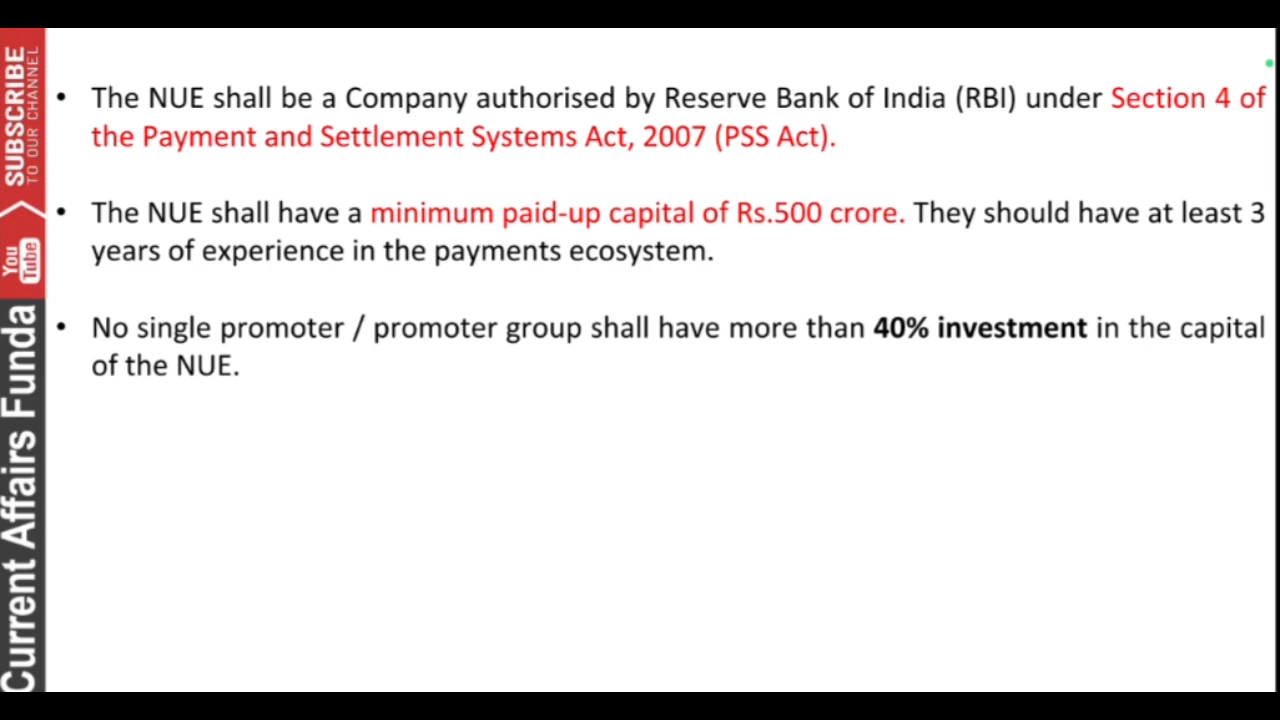 • The NUE shall be a Company authorised by Reserve Bank of India (RBI) under Section 4 of
the Payment and Settlement Systems Act, 2007 (PSS Act).
• The NUE shall have a minimum paid-up capital of Rs.500 crore. They should have at least 3
years of experience in the payments ecosystem.
• No single promoter / promoter group shall have more than 40% investment in the capital
of the NUE.
SUBSCRIBE
TO OUR CHANNEL
You
Tube
Current Affairs Funda